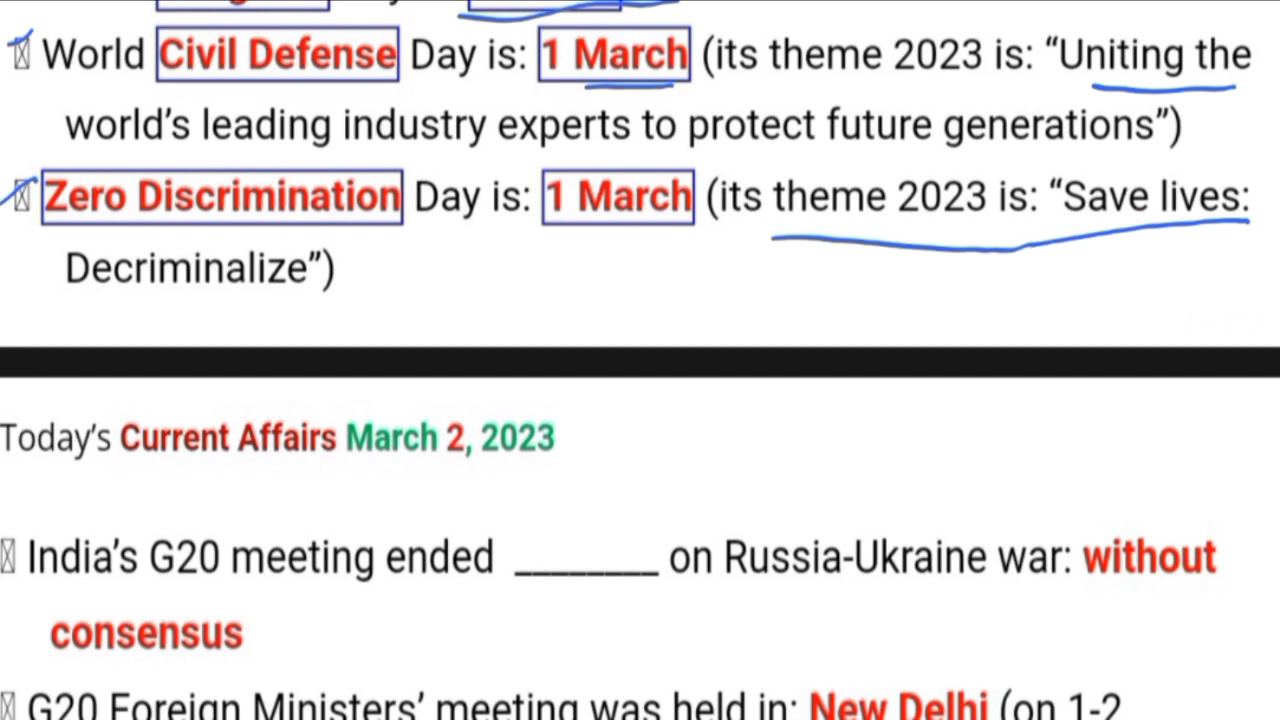 World Civil Defense Day is: 1 March (its theme 2023 is: “Uniting the
world’s leading industry experts to protect future generations”)
Zero Discrimination Day is: 1 March (its theme 2023 is: “Save lives:
Decriminalize”)
Today’s Current Affairs March 2, 2023
India’s G20 meeting ended ________ on Russia-Ukraine war: without
consensus
G20 Foreign Ministers’ meeting was held in: New Delhi (on 1-2